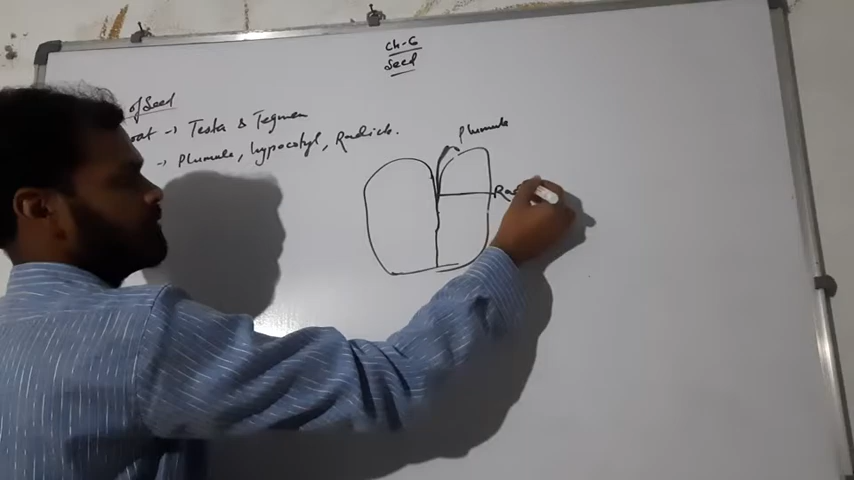 Ch-6
Seed
of Seed
oat -> Testa & Tegmen
-> Plumule, hypocotyl, Radicle.
Plumule